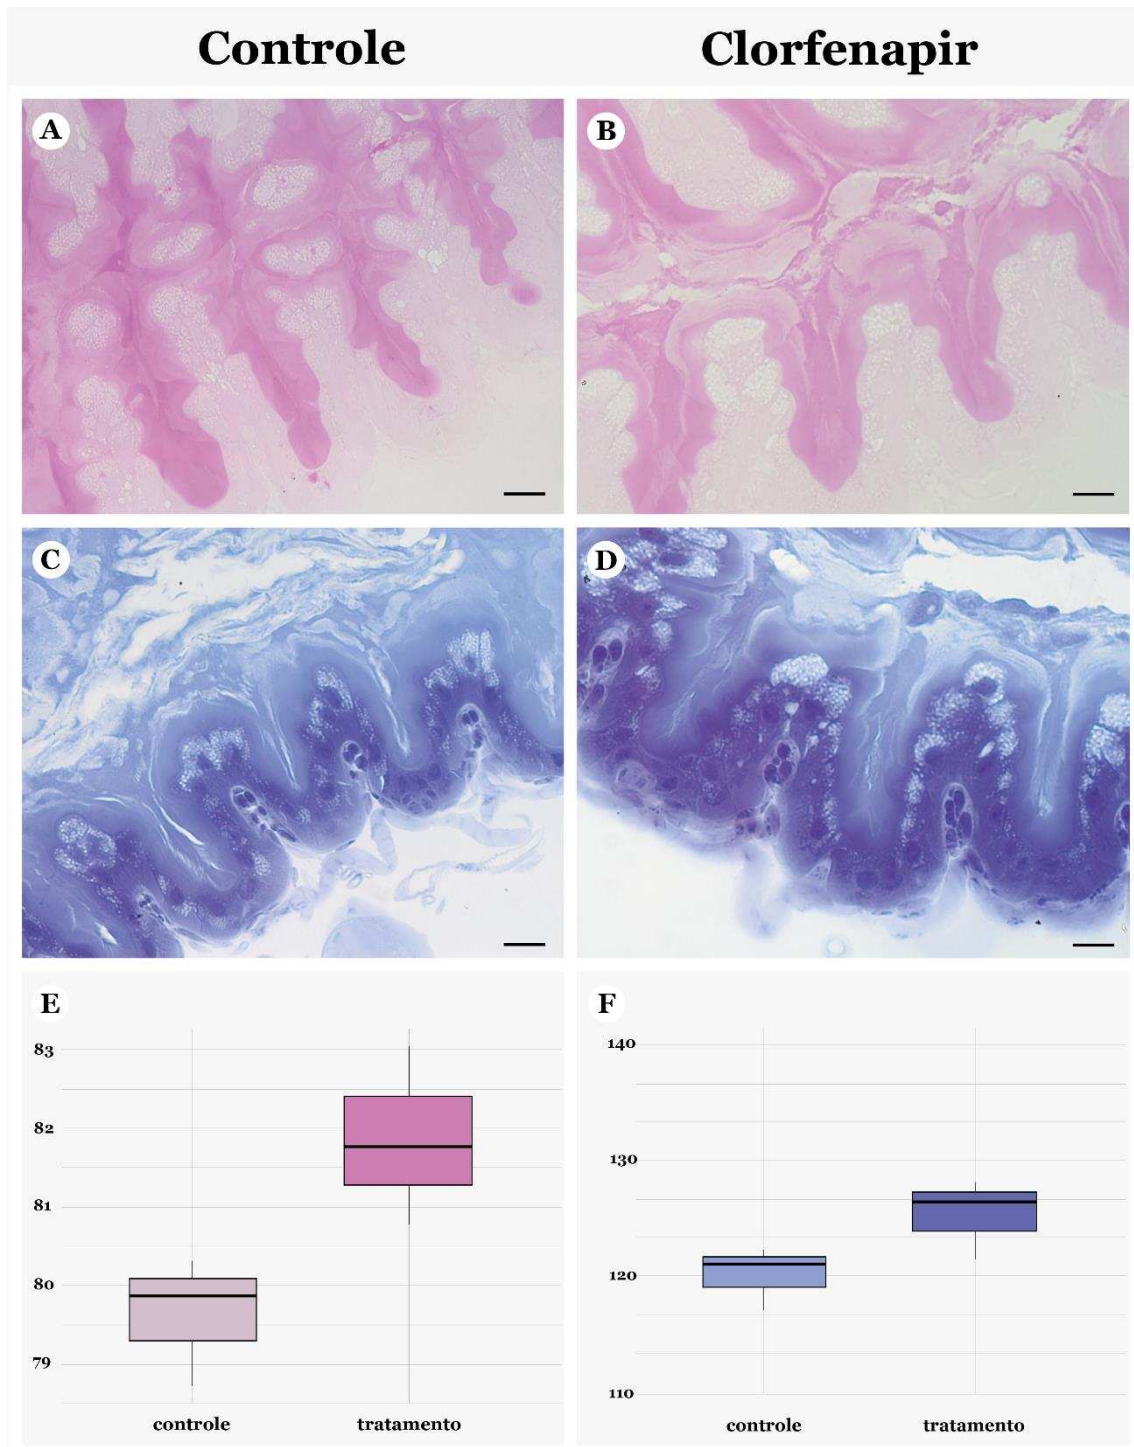 Controle Clorfenapir
A B
C D
E F
83
82
81
80
79
controle tratamento
140
130
120
110
controle tratamento